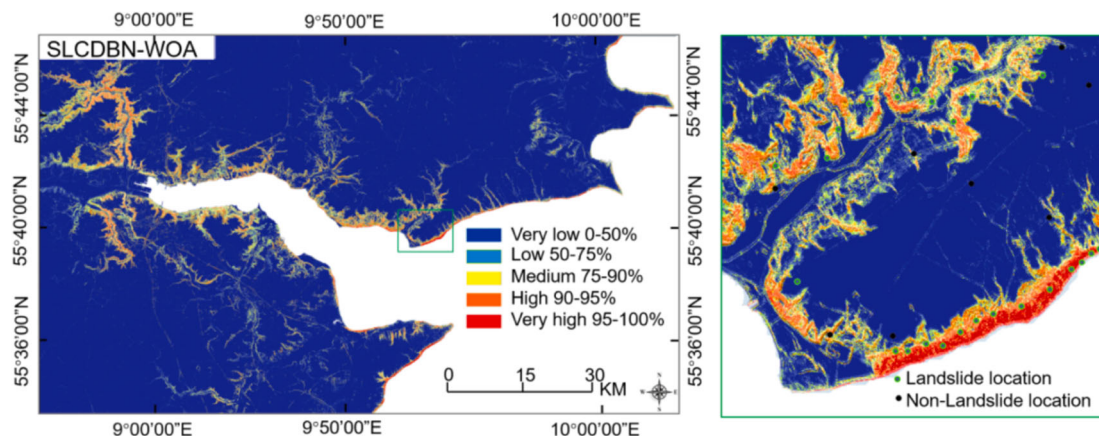 SLCDBN-WOA
9°00'00"E 9°50'00"E 10°00'00"E
55°44'00"N
55°40'00"N
55°36'00"N
Very low 0-50%
Low 50-75%
Medium 75-90%
High 90-95%
Very high 95-100%
0 15 30
KM
9°00'00"E 9°50'00"E 10°00'00"E
55°44'00"N
55°40'00"N
55°36'00"N
Landslide location
Non-Landslide location